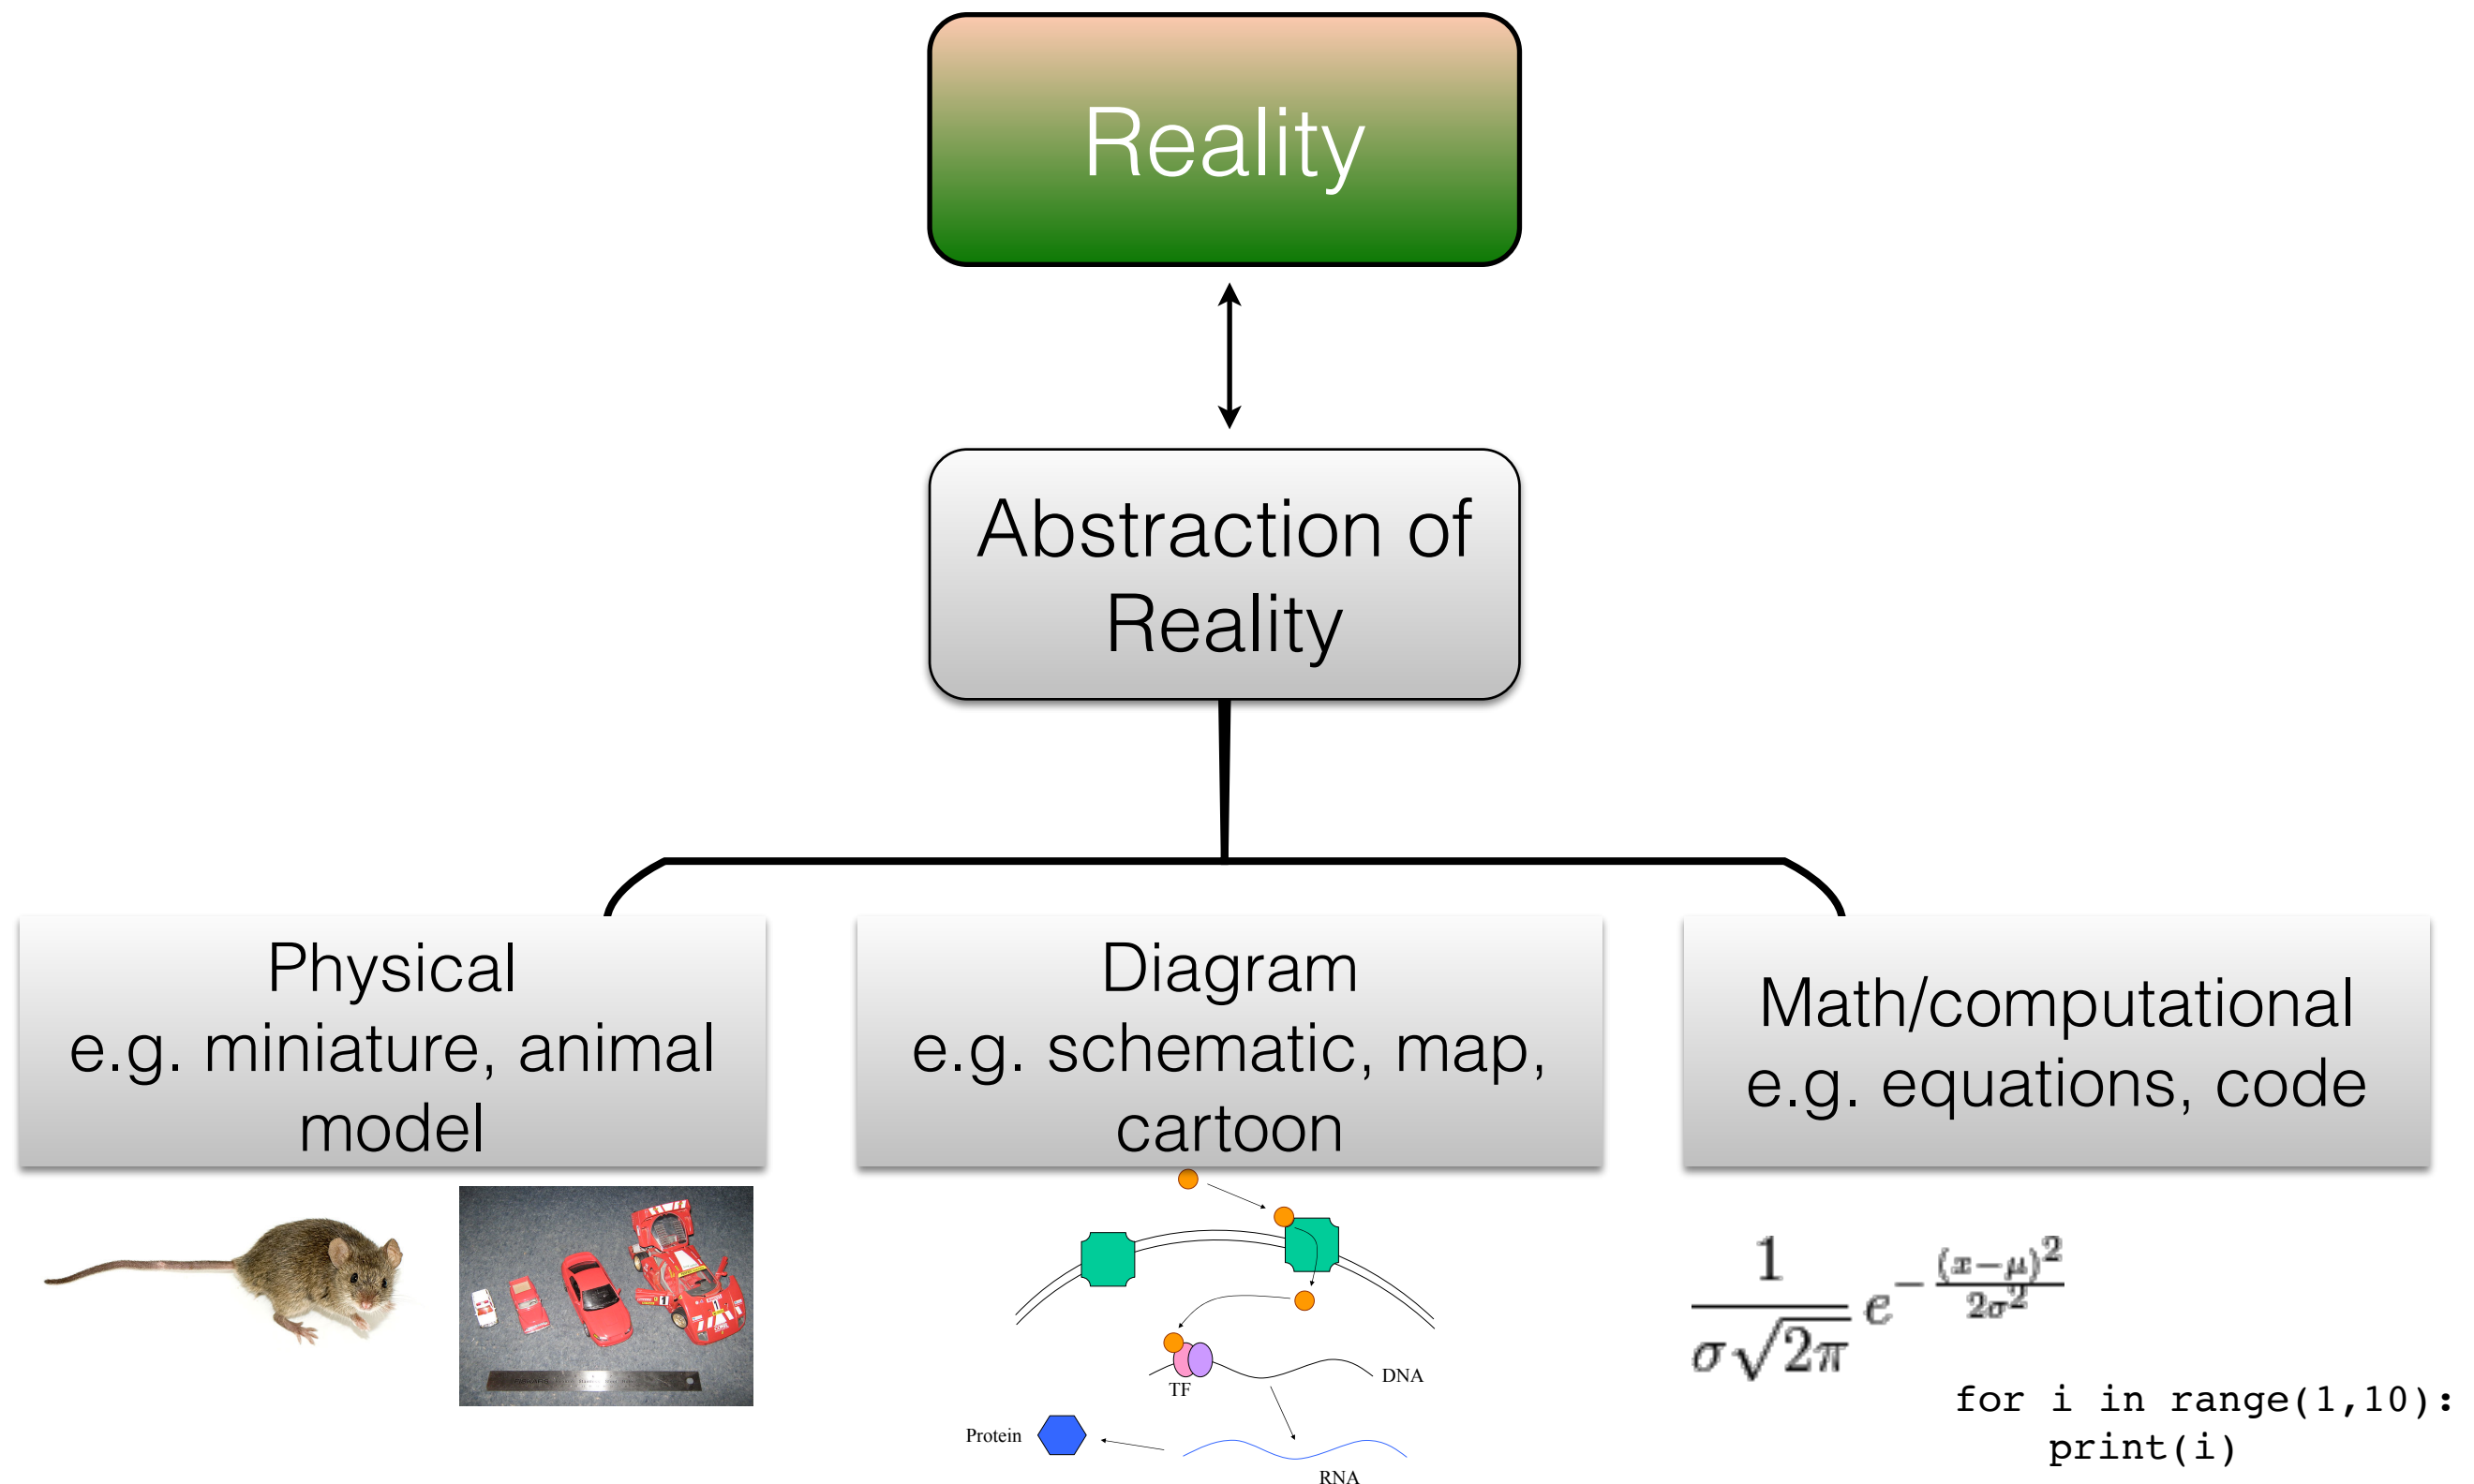 Reality
Abstraction of
Reality
Physical
e.g. miniature, animal
model
Diagram
e.g. schematic, map,
cartoon
Math/computational
e.g. equations, code
1
σ√2π
e
− (x−μ)²
2σ²
TF
DNA
Protein
RNA
for i in range(1,10):
    print(i)